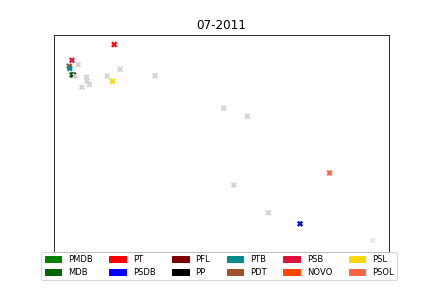 07-2011
PMDB PT PFL PTB PSB PSL
MDB PSDB PP PDT NOVO PSOL